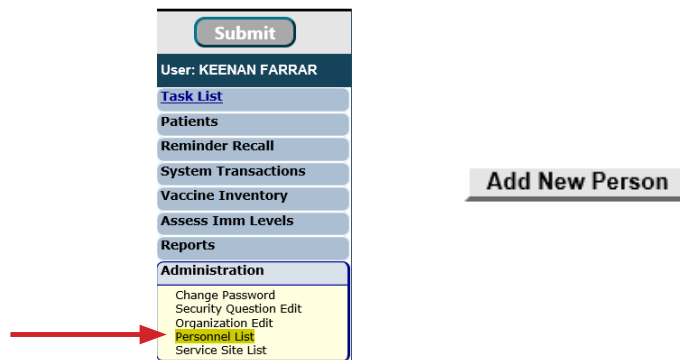 Submit
User: KEENAN FARRAR
Task List
Patients
Reminder Recall
System Transactions
Vaccine Inventory
Assess Imm Levels
Reports
Administration
Change Password
Security Question Edit
Organization Edit
Personnel List
Service Site List
Add New Person